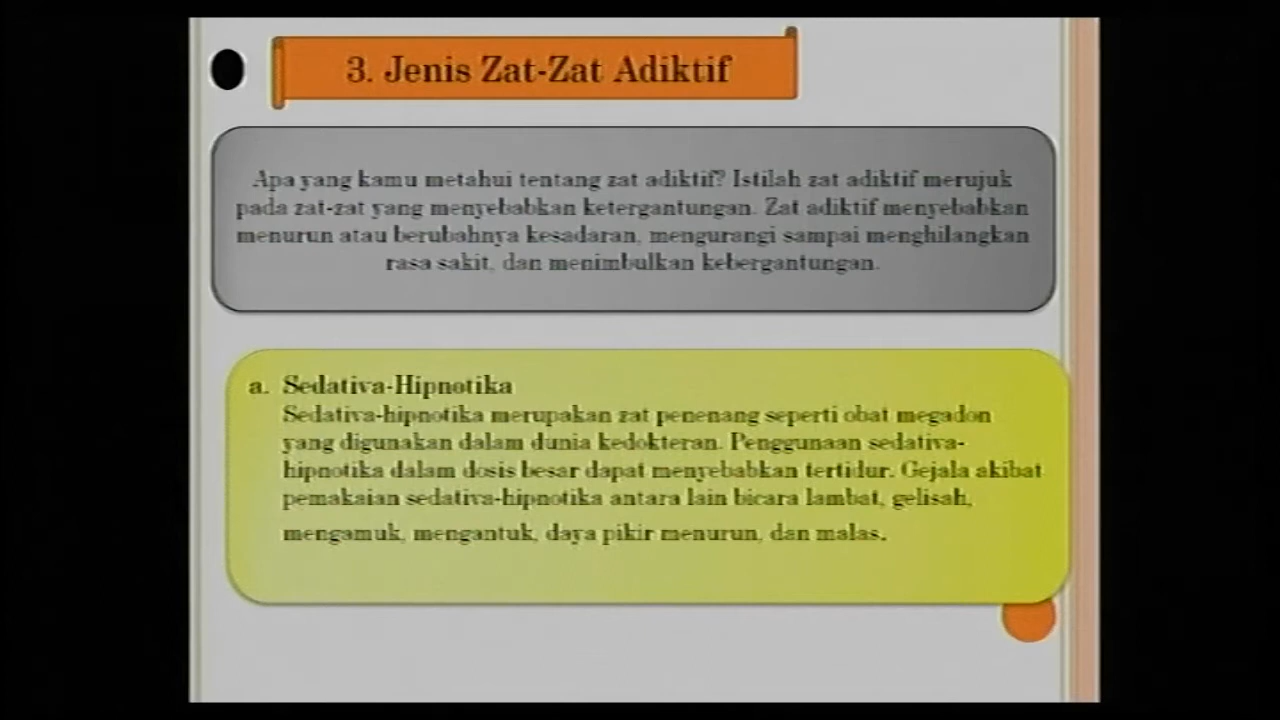 3. Jenis Zat-Zat Adiktif
Apa yang kamu metahui tentang zat adiktif? Istilah zat adiktif merujuk
pada zat-zat yang menyebabkan ketergantungan. Zat adiktif menyebabkan
menurun atau berubahnya kesadaran, mengurangi sampai menghilangkan
rasa sakit, dan menimbulkan kebergantungan.
a. Sedativa-Hipnotika
Sedativa-hipnotika merupakan zat penenang seperti obat megadon
yang digunakan dalam dunia kedokteran. Penggunaan sedativa-
hipnotika dalam dosis besar dapat menyebabkan tertidur. Gejala akibat
pemakaian sedativa-hipnotika antara lain bicara lambat, gelisah,
mengamuk, mengantuk, daya pikir menurun, dan malas.